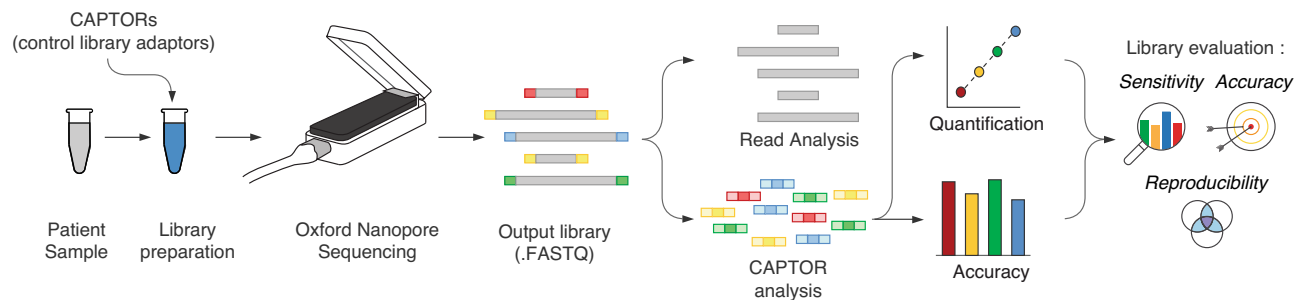 CAPTORs
(control library adaptors)
Patient
Sample
Library
preparation
Oxford Nanopore
Sequencing
Output library
(.FASTQ)
Read Analysis
CAPTOR
analysis
Quantification
Accuracy
Library evaluation :
Sensitivity
Accuracy
Reproducibility